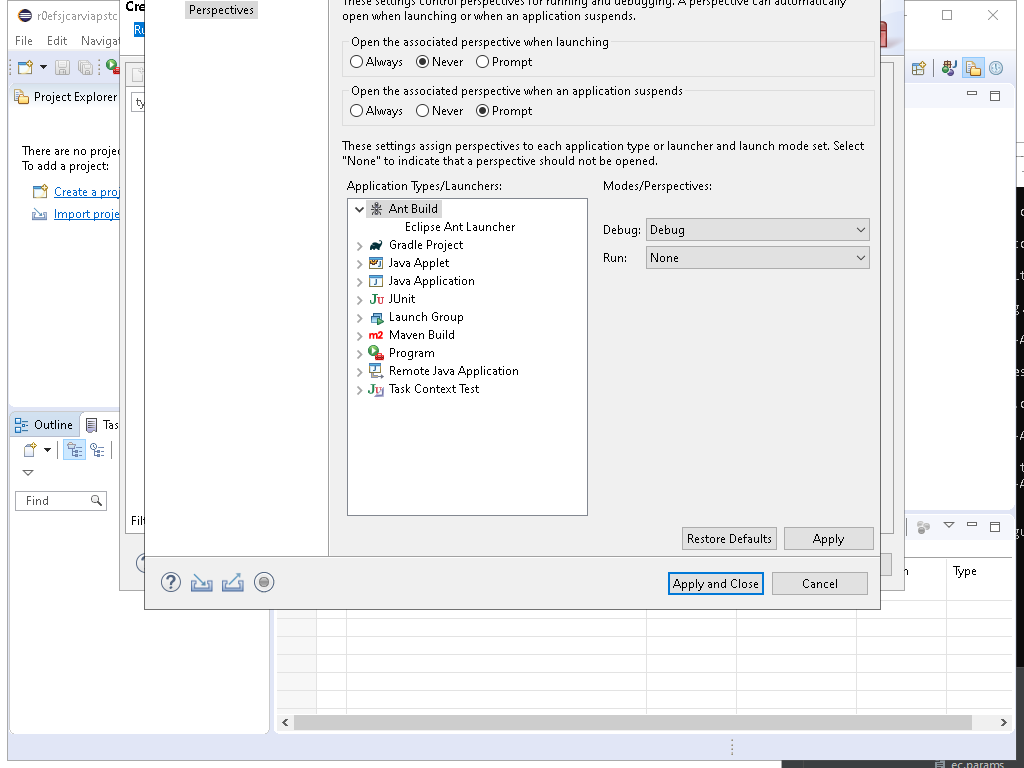 Perspectives
These settings control perspectives for running and debugging. A perspective can automatically
open when launching or when an application suspends.
r0efsjcarviapstc
Cre
File Edit Naviga
Ru
Open the associated perspective when launching
Always Never Prompt
Project Explorer
ty
Open the associated perspective when an application suspends
Always Never Prompt
There are no proje
To add a project:
Create a proj
Import proje
These settings assign perspectives to each application type or launcher and launch mode set. Select
"None" to indicate that a perspective should not be opened.
Application Types/Launchers:
Modes/Perspectives:
Ant Build
Eclipse Ant Launcher
Gradle Project
Java Applet
Java Application
JUnit
Launch Group
Maven Build
Program
Remote Java Application
Task Context Test
Debug: Debug
Run: None
Outline Tas
Find
Filt
Restore Defaults Apply
Apply and Close Cancel
n Type
ec.params